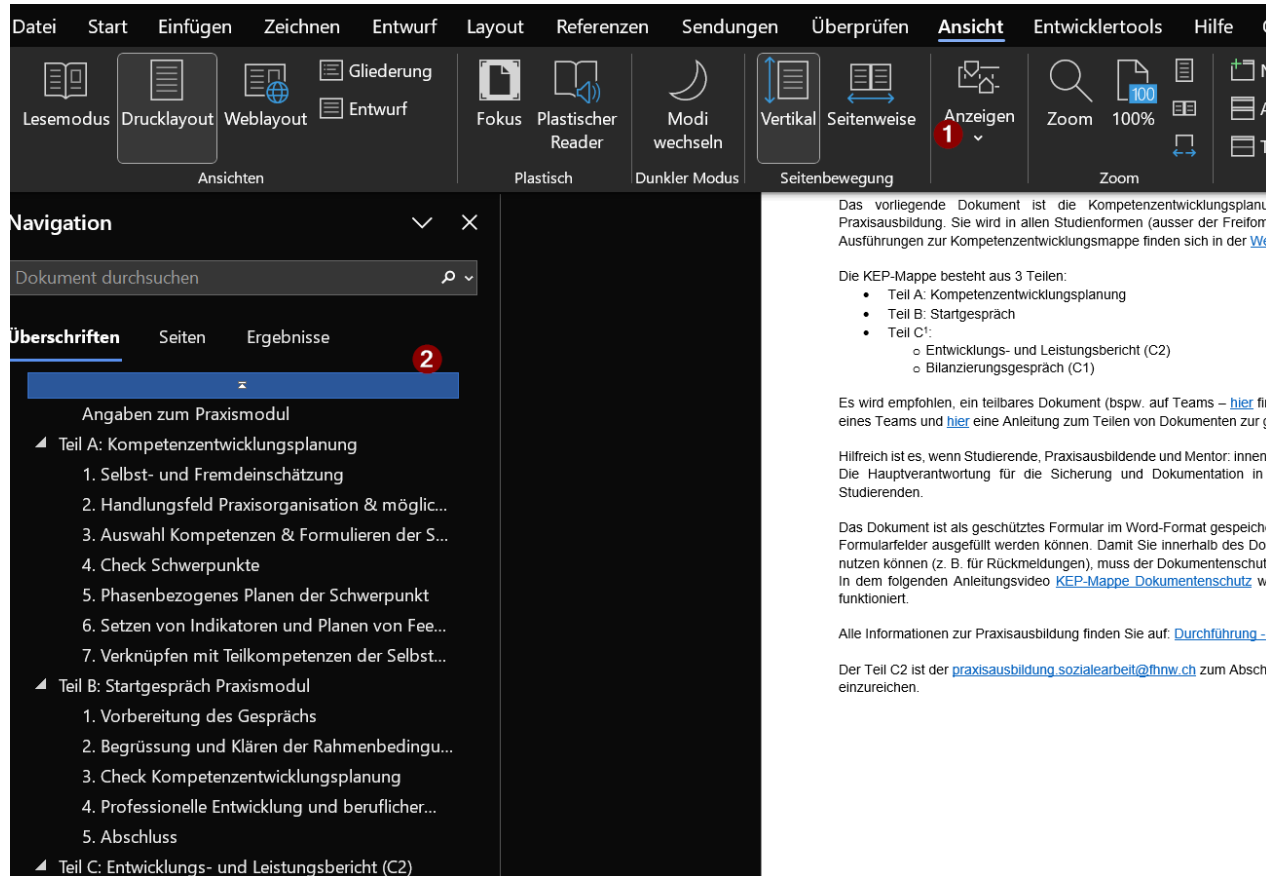 Datei Start Einfügen Zeichnen Entwurf Layout Referenzen Sendungen Überprüfen Ansicht Entwicklertools Hilfe
Lesemodus Drucklayout Weblayout Gliederung Entwurf
Fokus Plastischer Reader Modi wechseln Vertikal Seitenweise Anzeigen Zoom 100% 100
1
Ansichten Plastisch Dunkler Modus Seitenbewegung Zoom
Navigation
Dokument durchsuchen
Überschriften Seiten Ergebnisse
2
Angaben zum Praxismodul
Teil A: Kompetenzentwicklungsplanung
1. Selbst- und Fremdeinschätzung
2. Handlungsfeld Praxisorganisation & möglic...
3. Auswahl Kompetenzen & Formulieren der S...
4. Check Schwerpunkte
5. Phasenbezogenes Planen der Schwerpunkt
6. Setzen von Indikatoren und Planen von Fee...
7. Verknüpfen mit Teilkompetenzen der Selbst...
Teil B: Startgespräch Praxismodul
1. Vorbereitung des Gesprächs
2. Begrüssung und Klären der Rahmenbedingu...
3. Check Kompetenzentwicklungsplanung
4. Professionelle Entwicklung und beruflicher...
5. Abschluss
Teil C: Entwicklungs- und Leistungsbericht (C2)
Das vorliegende Dokument ist die
Praxisausbildung. Sie wird in allen Studienformen (ausser der
Ausführungen zur Kompetenzentwicklungsmappe finden sich in der
Die KEP-Mappe besteht aus 3 Teilen:
• Teil A: Kompetenzentwicklungsplanung
• Teil B: Startgespräch
• Teil C¹:
o Entwicklungs- und Leistungsbericht (C2)
o Bilanzierungsgespräch (C1)
Es wird empfohlen, ein teilbares Dokument (bspw. auf Teams – hier
eines Teams und hier eine Anleitung zum Teilen von Dokumenten zur
Hilfreich ist es, wenn Studierende, Praxisausbildende und Mentor: innen
Die Hauptverantwortung für die Sicherung und Dokumentation in
Studierenden.
Das Dokument ist als geschütztes Formular im Word-Format
Formularfelder ausgefüllt werden können. Damit Sie innerhalb des
nutzen können (z. B. für Rückmeldungen), muss der
In dem folgenden Anleitungsvideo KEP-Mappe Dokumentenschutz
funktioniert.
Alle Informationen zur Praxisausbildung finden Sie auf: Durchführung -
Der Teil C2 ist der praxisausbildung.sozialearbeit@fhnw.ch zum
einzureichen.